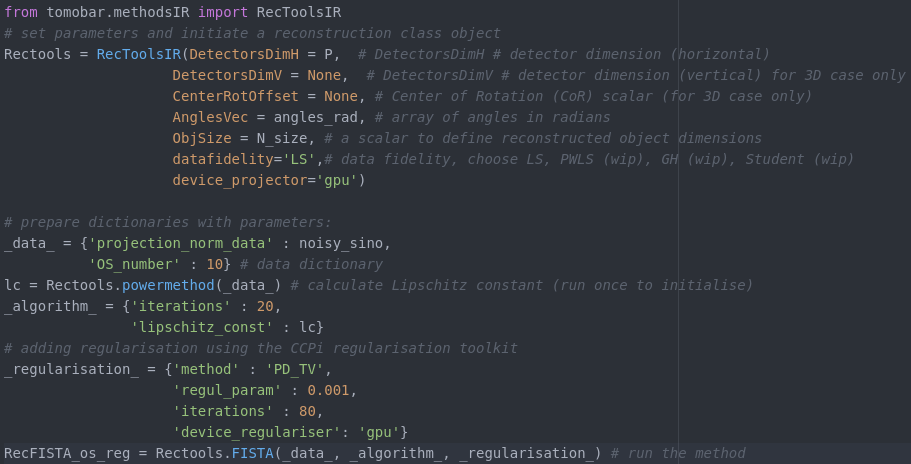 from tomobar.methodsIR import RecToolsIR
# set parameters and initiate a reconstruction class object
Rectools = RecToolsIR(DetectorsDimH = P,  # DetectorsDimH # detector dimension (horizontal)
                    DetectorsDimV = None,  # DetectorsDimV # detector dimension (vertical) for 3D case only
                    CenterRotOffset = None, # Center of Rotation (CoR) scalar (for 3D case only)
                    AnglesVec = angles_rad, # array of angles in radians
                    ObjSize = N_size, # a scalar to define reconstructed object dimensions
                    datafidelity='LS',# data fidelity, choose LS, PWLS (wip), GH (wip), Student (wip)
                    device_projector='gpu')

# prepare dictionaries with parameters:
_data_ = {'projection_norm_data' : noisy_sino,
          'OS_number' : 10} # data dictionary
lc = Rectools.powermethod(_data_) # calculate Lipschitz constant (run once to initialise)
_algorithm_ = {'iterations' : 20,
               'lipschitz_const' : lc}
# adding regularisation using the CCPi regularisation toolkit
_regularisation_ = {'method' : 'PD_TV',
                    'regul_param' : 0.001,
                    'iterations' : 80,
                    'device_regulariser': 'gpu'}
RecFISTA_os_reg = Rectools.FISTA(_data_, _algorithm_, _regularisation_) # run the method